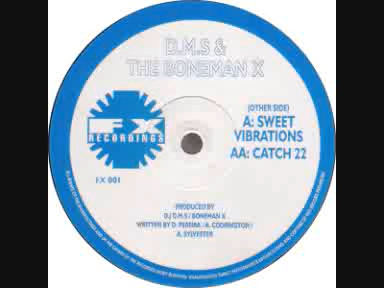 D.M.S &
THE BONEMAN X
FX
RECORDINGS
FX 001
(OTHER SIDE)
A: SWEET
VIBRATIONS
AA: CATCH 22
PRODUCED BY
DJ D.M.S / BONEMAN X
WRITTEN BY D. PEREIRA / A. CODRINGTON /
A. SYLVESTER